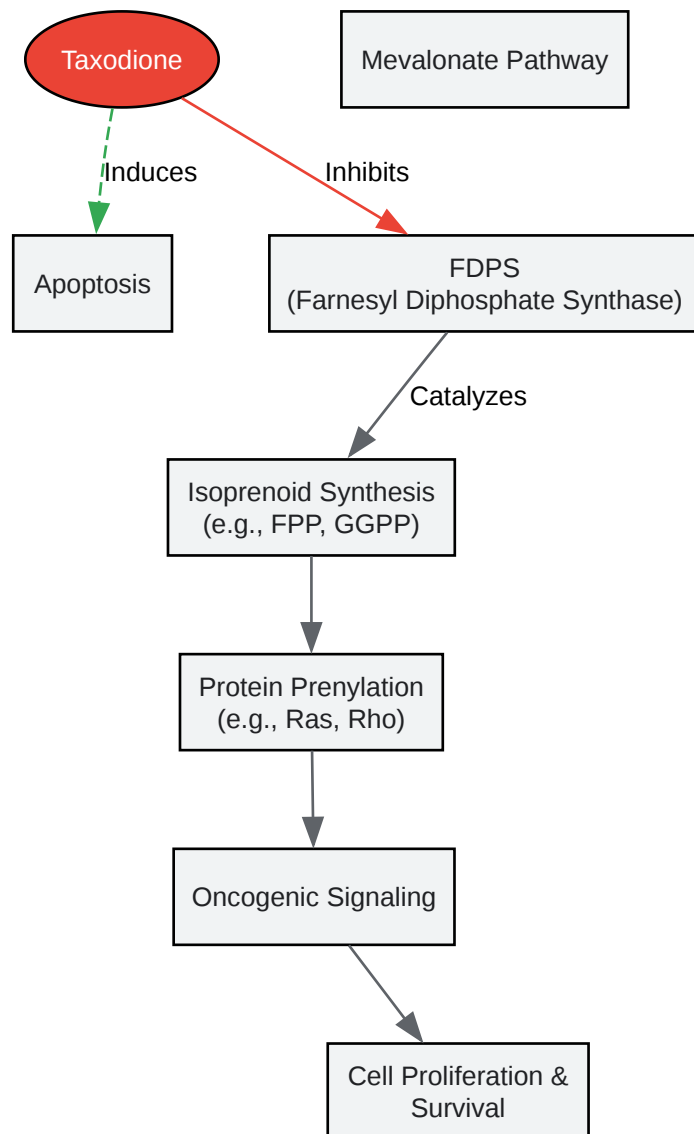 Taxodione
Mevalonate Pathway
Induces
Inhibits
Apoptosis
FDPS
(Farnesyl Diphosphate Synthase)
Catalyzes
Isoprenoid Synthesis
(e.g., FPP, GGPP)
Protein Prenylation
(e.g., Ras, Rho)
Oncogenic Signaling
Cell Proliferation &
Survival